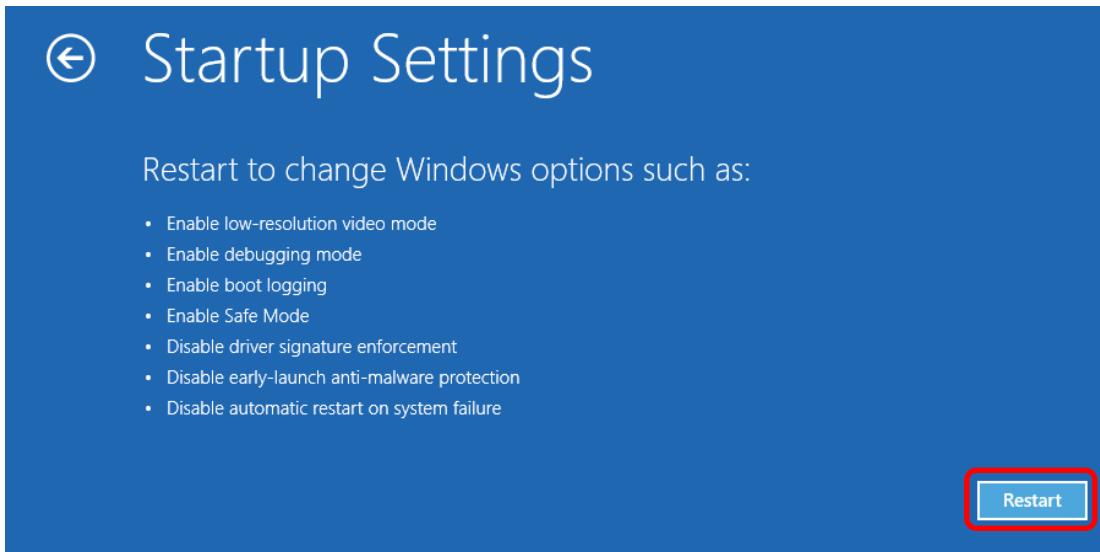 Startup Settings
Restart to change Windows options such as:
• Enable low-resolution video mode
• Enable debugging mode
• Enable boot logging
• Enable Safe Mode
• Disable driver signature enforcement
• Disable early-launch anti-malware protection
• Disable automatic restart on system failure
Restart